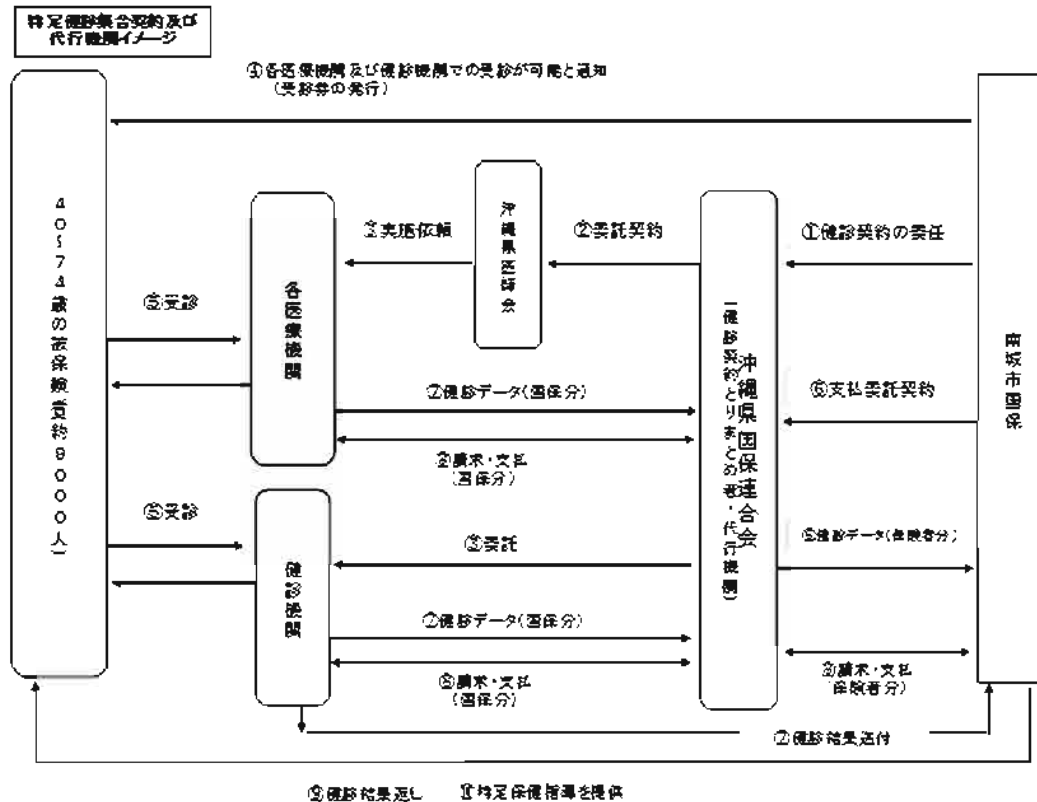 特定健診集合契約及び
代行機関イメージ
④各医療機関及び健診機関での受診が可能と通知
(受診券の発行)
40~74歳の被保険者約9000人)
各医療機関
健診機関
沖縄県医師会
沖縄県国保連合会
(健診契約とりまとめ者・代行機関)
南城市国保
③実施依頼
②委託契約
①健診契約の委任
⑤受診
⑦健診データ(国保分)
請求・支払
(国保分)
⑥支払委託契約
⑤受診
③委託
健診データ(保険者分)
⑦健診データ(国保分)
⑧請求・支払
(国保分)
請求・支払
(保険者分)
⑦健診結果送付
⑨健診結果返し
特定保健指導を提供